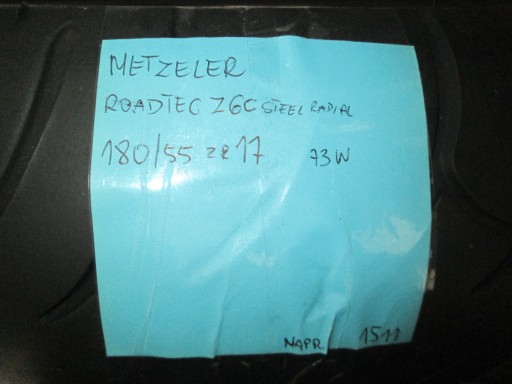 METZELER
ROADTEC Z6C STEEL RADIAL
180/55 ZR17 73W
NAPR 1511